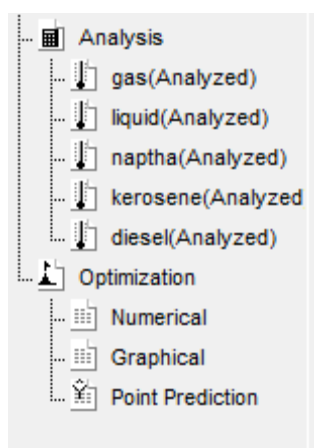 Analysis
gas(Analyzed)
liquid(Analyzed)
naptha(Analyzed)
kerosene(Analyzed
diesel(Analyzed)
Optimization
Numerical
Graphical
Point Prediction